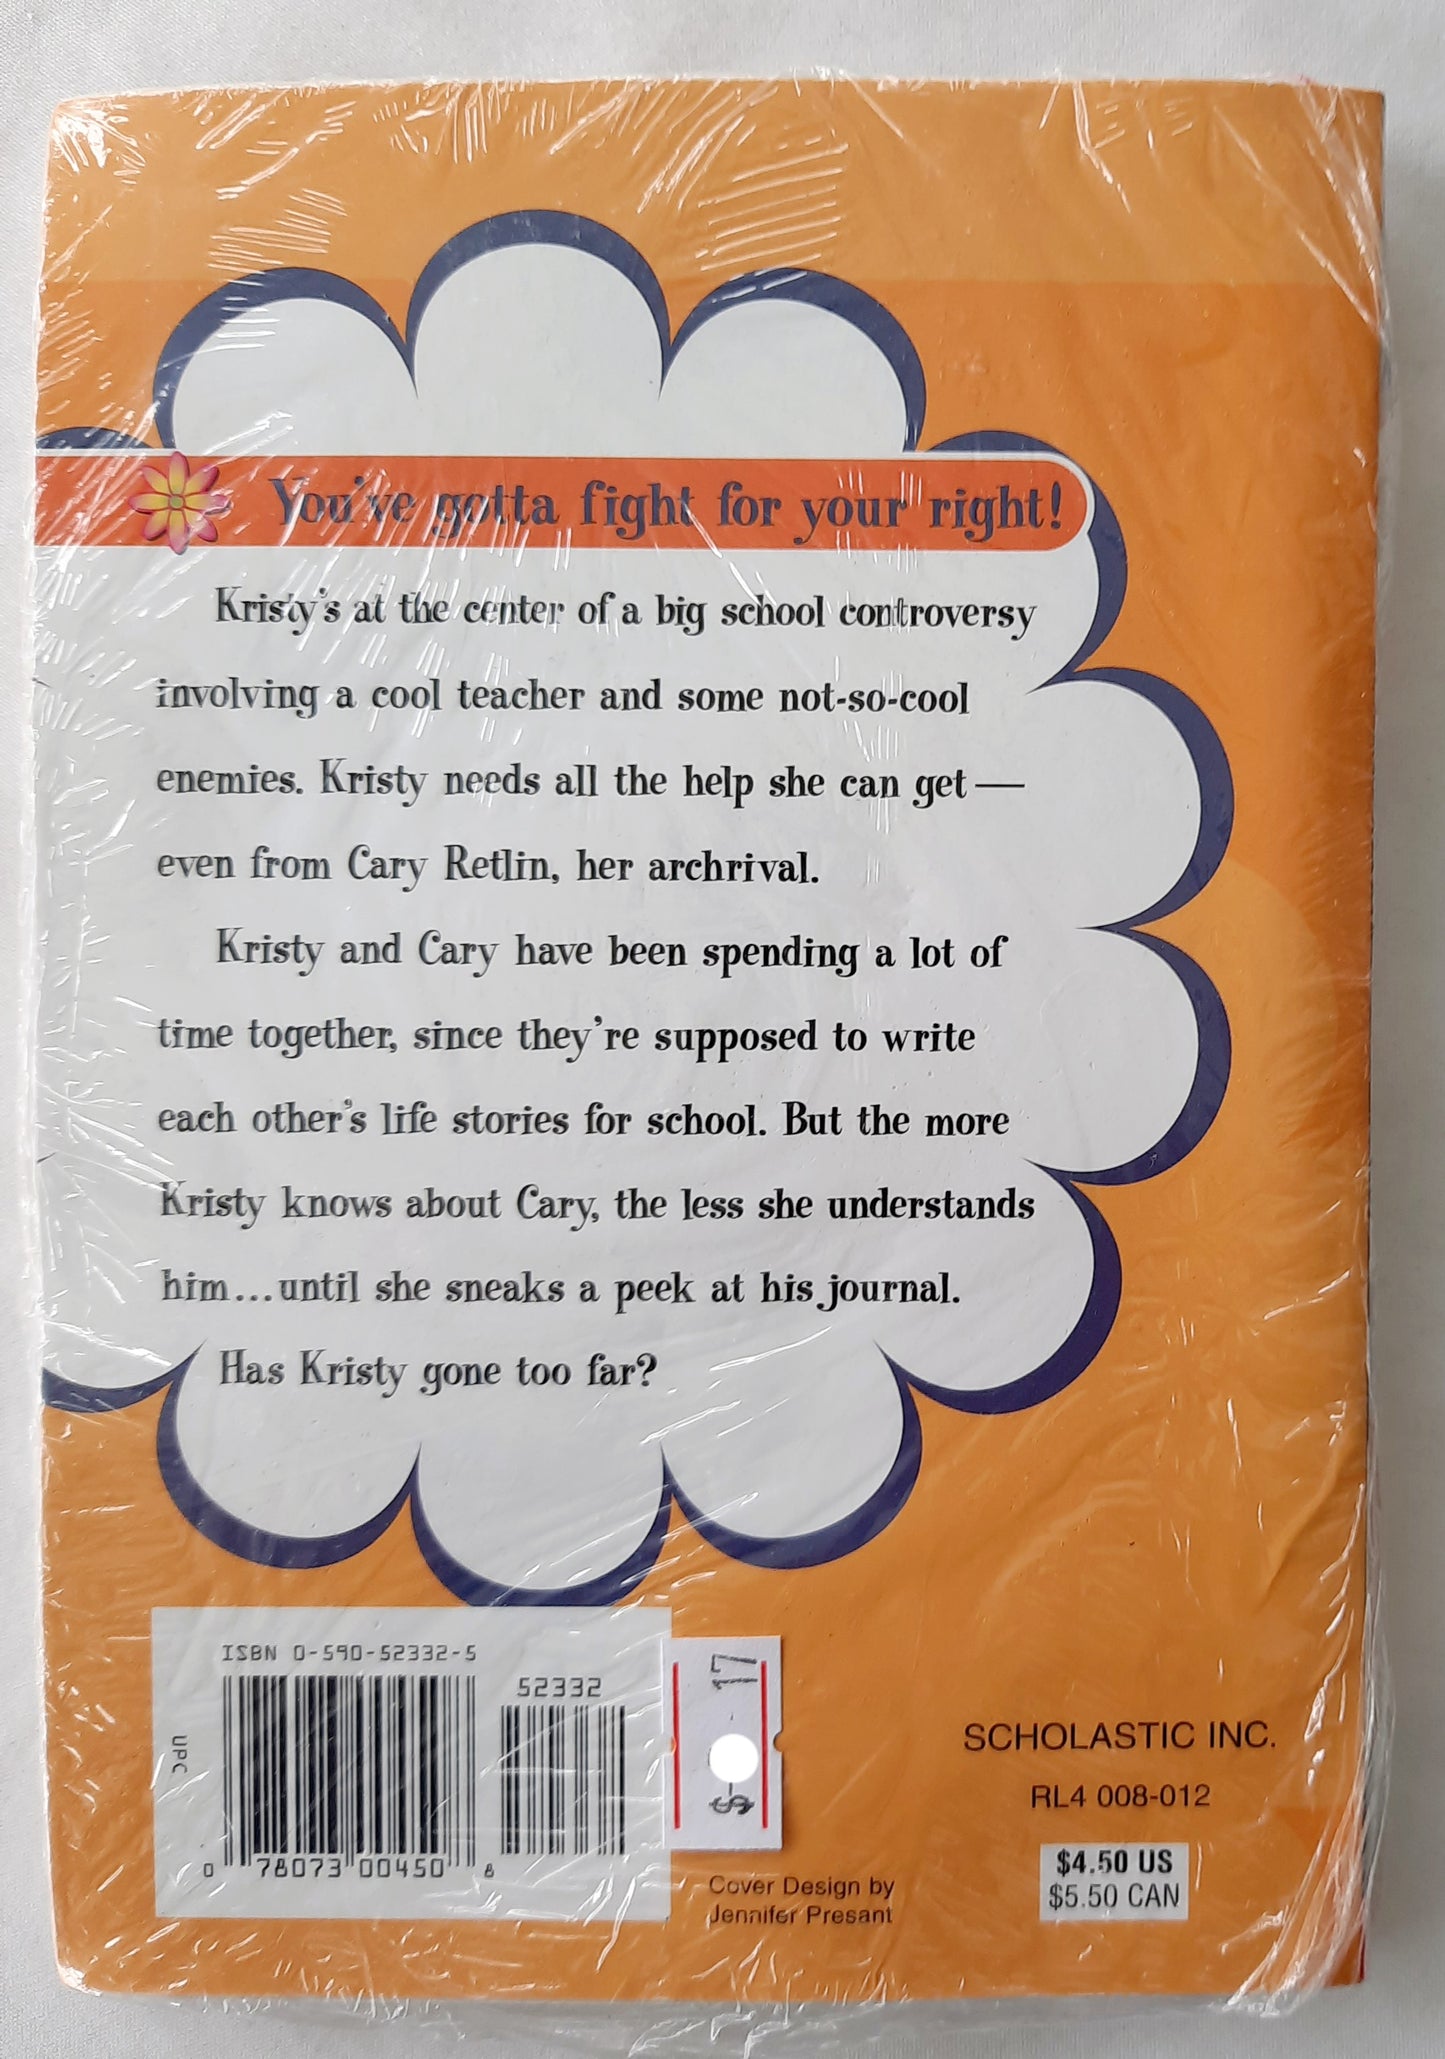 You've gotta fight for your right!
Kristy's at the center of a big school controversy
involving a cool teacher and some not-so-cool
enemies. Kristy needs all the help she can get—
even from Cary Retlin, her archrival.
Kristy and Cary have been spending a lot of
time together, since they're supposed to write
each other's life stories for school. But the more
Kristy knows about Cary, the less she understands
him...until she sneaks a peek at his journal.
Has Kristy gone too far?
ISBN 0-590-52332-5
52332
UPC
0 78073 00450 8
$- - 17
Cover Design by
Jennifer Presant
SCHOLASTIC INC.
RL4 008-012
$4.50 US
$5.50 CAN